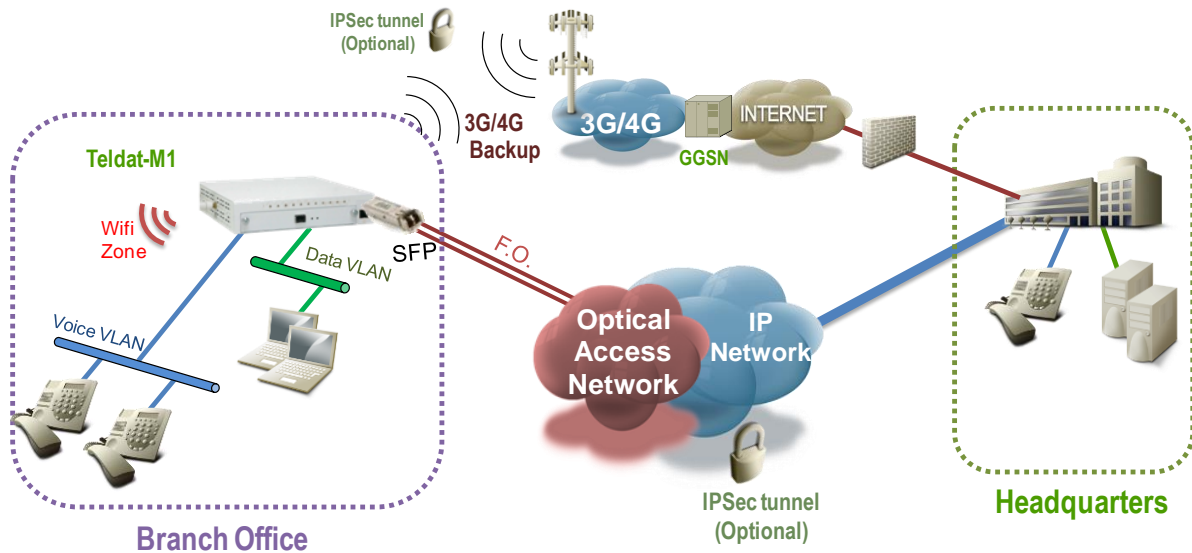 IPSec tunnel
(Optional)
3G/4G
Backup
3G/4G
GGSN
INTERNET
Teldat-M1
Wifi
Zone
SFP
F.O.
Data VLAN
Voice VLAN
Optical
Access
Network
IP
Network
IPSec tunnel
(Optional)
Branch Office
Headquarters